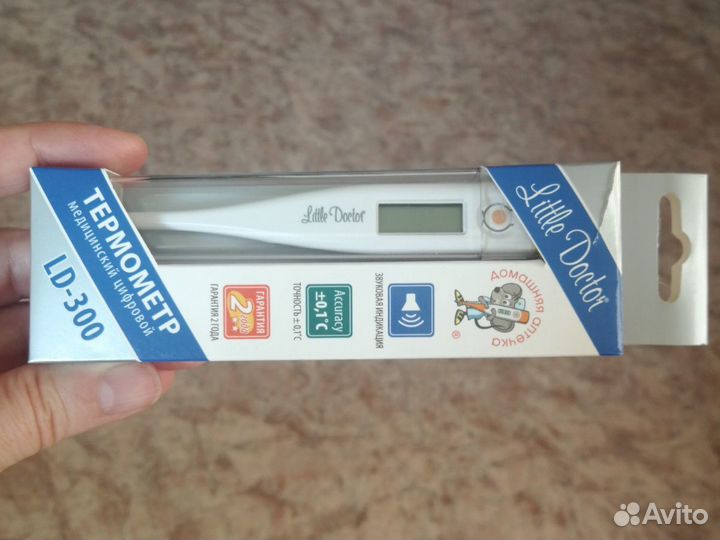 ТЕРМОМЕТР
медицинский цифровой
LD-300
Little Doctor
Little Doctor
ГАРАНТИЯ
2 года
ГАРАНТИЯ 2 ГОДА
Accuracy
±0,1°C
ТОЧНОСТЬ ± 0,1°C
ЗВУКОВАЯ ИНДИКАЦИЯ
домашняя аптечка
®
Avito